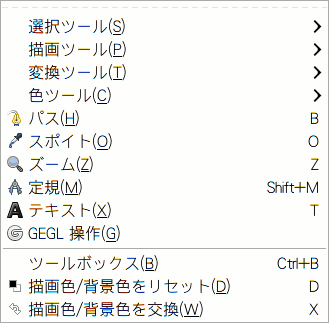 選択ツール(S)
描画ツール(P)
変換ツール(T)
色ツール(C)
パス(H) B
スポイト(O) O
ズーム(Z) Z
定規(M) Shift+M
テキスト(X) T
GEGL 操作(G)
ツールボックス(B) Ctrl+B
描画色/背景色をリセット(D) D
描画色/背景色を交換(W) X